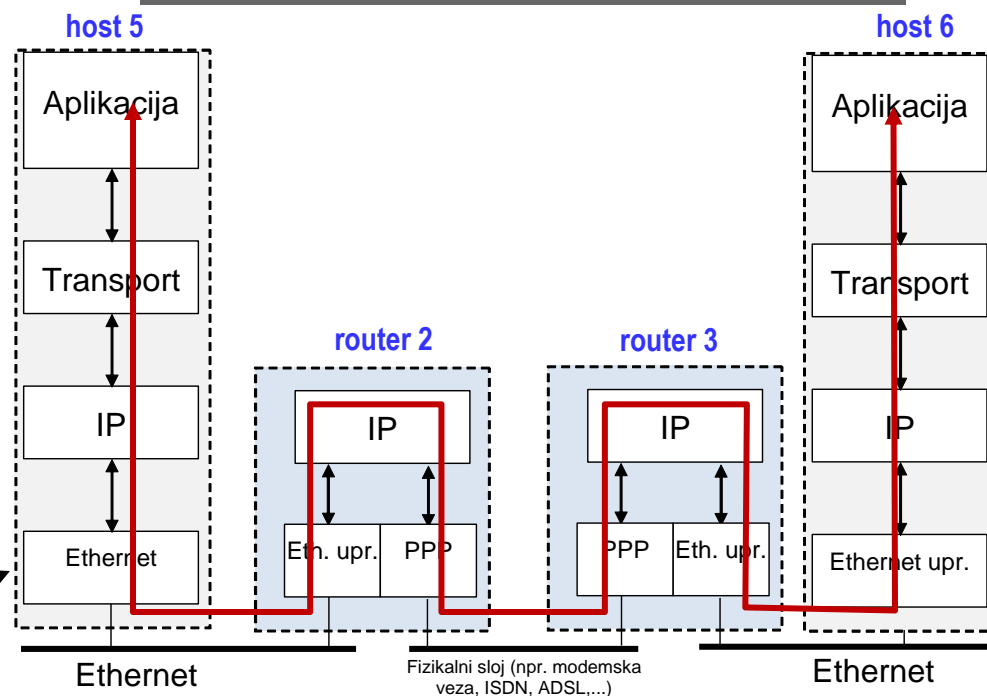 host 5
host 6
Aplikacija
Aplikacija
Transport
Transport
router 2
router 3
IP
IP
IP
IP
Ethernet
Eth. upr.
PPP
PPP
Eth. upr.
Ethernet upr.
Ethernet
Fizikalni sloj (npr. modemska
veza, ISDN, ADSL,...)
Ethernet